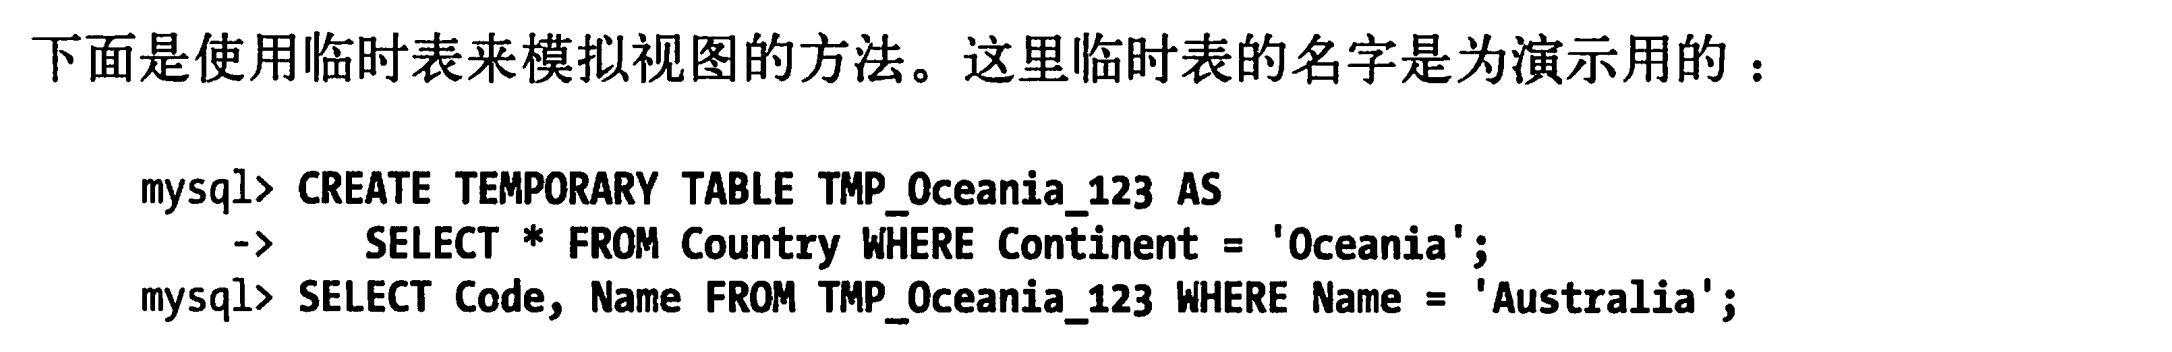 下面是使用临时表来模拟视图的方法。这里临时表的名字是为演示用的：
mysql> CREATE TEMPORARY TABLE TMP_Oceania_123 AS
    ->    SELECT * FROM Country WHERE Continent = 'Oceania';
mysql> SELECT Code, Name FROM TMP_Oceania_123 WHERE Name = 'Australia';